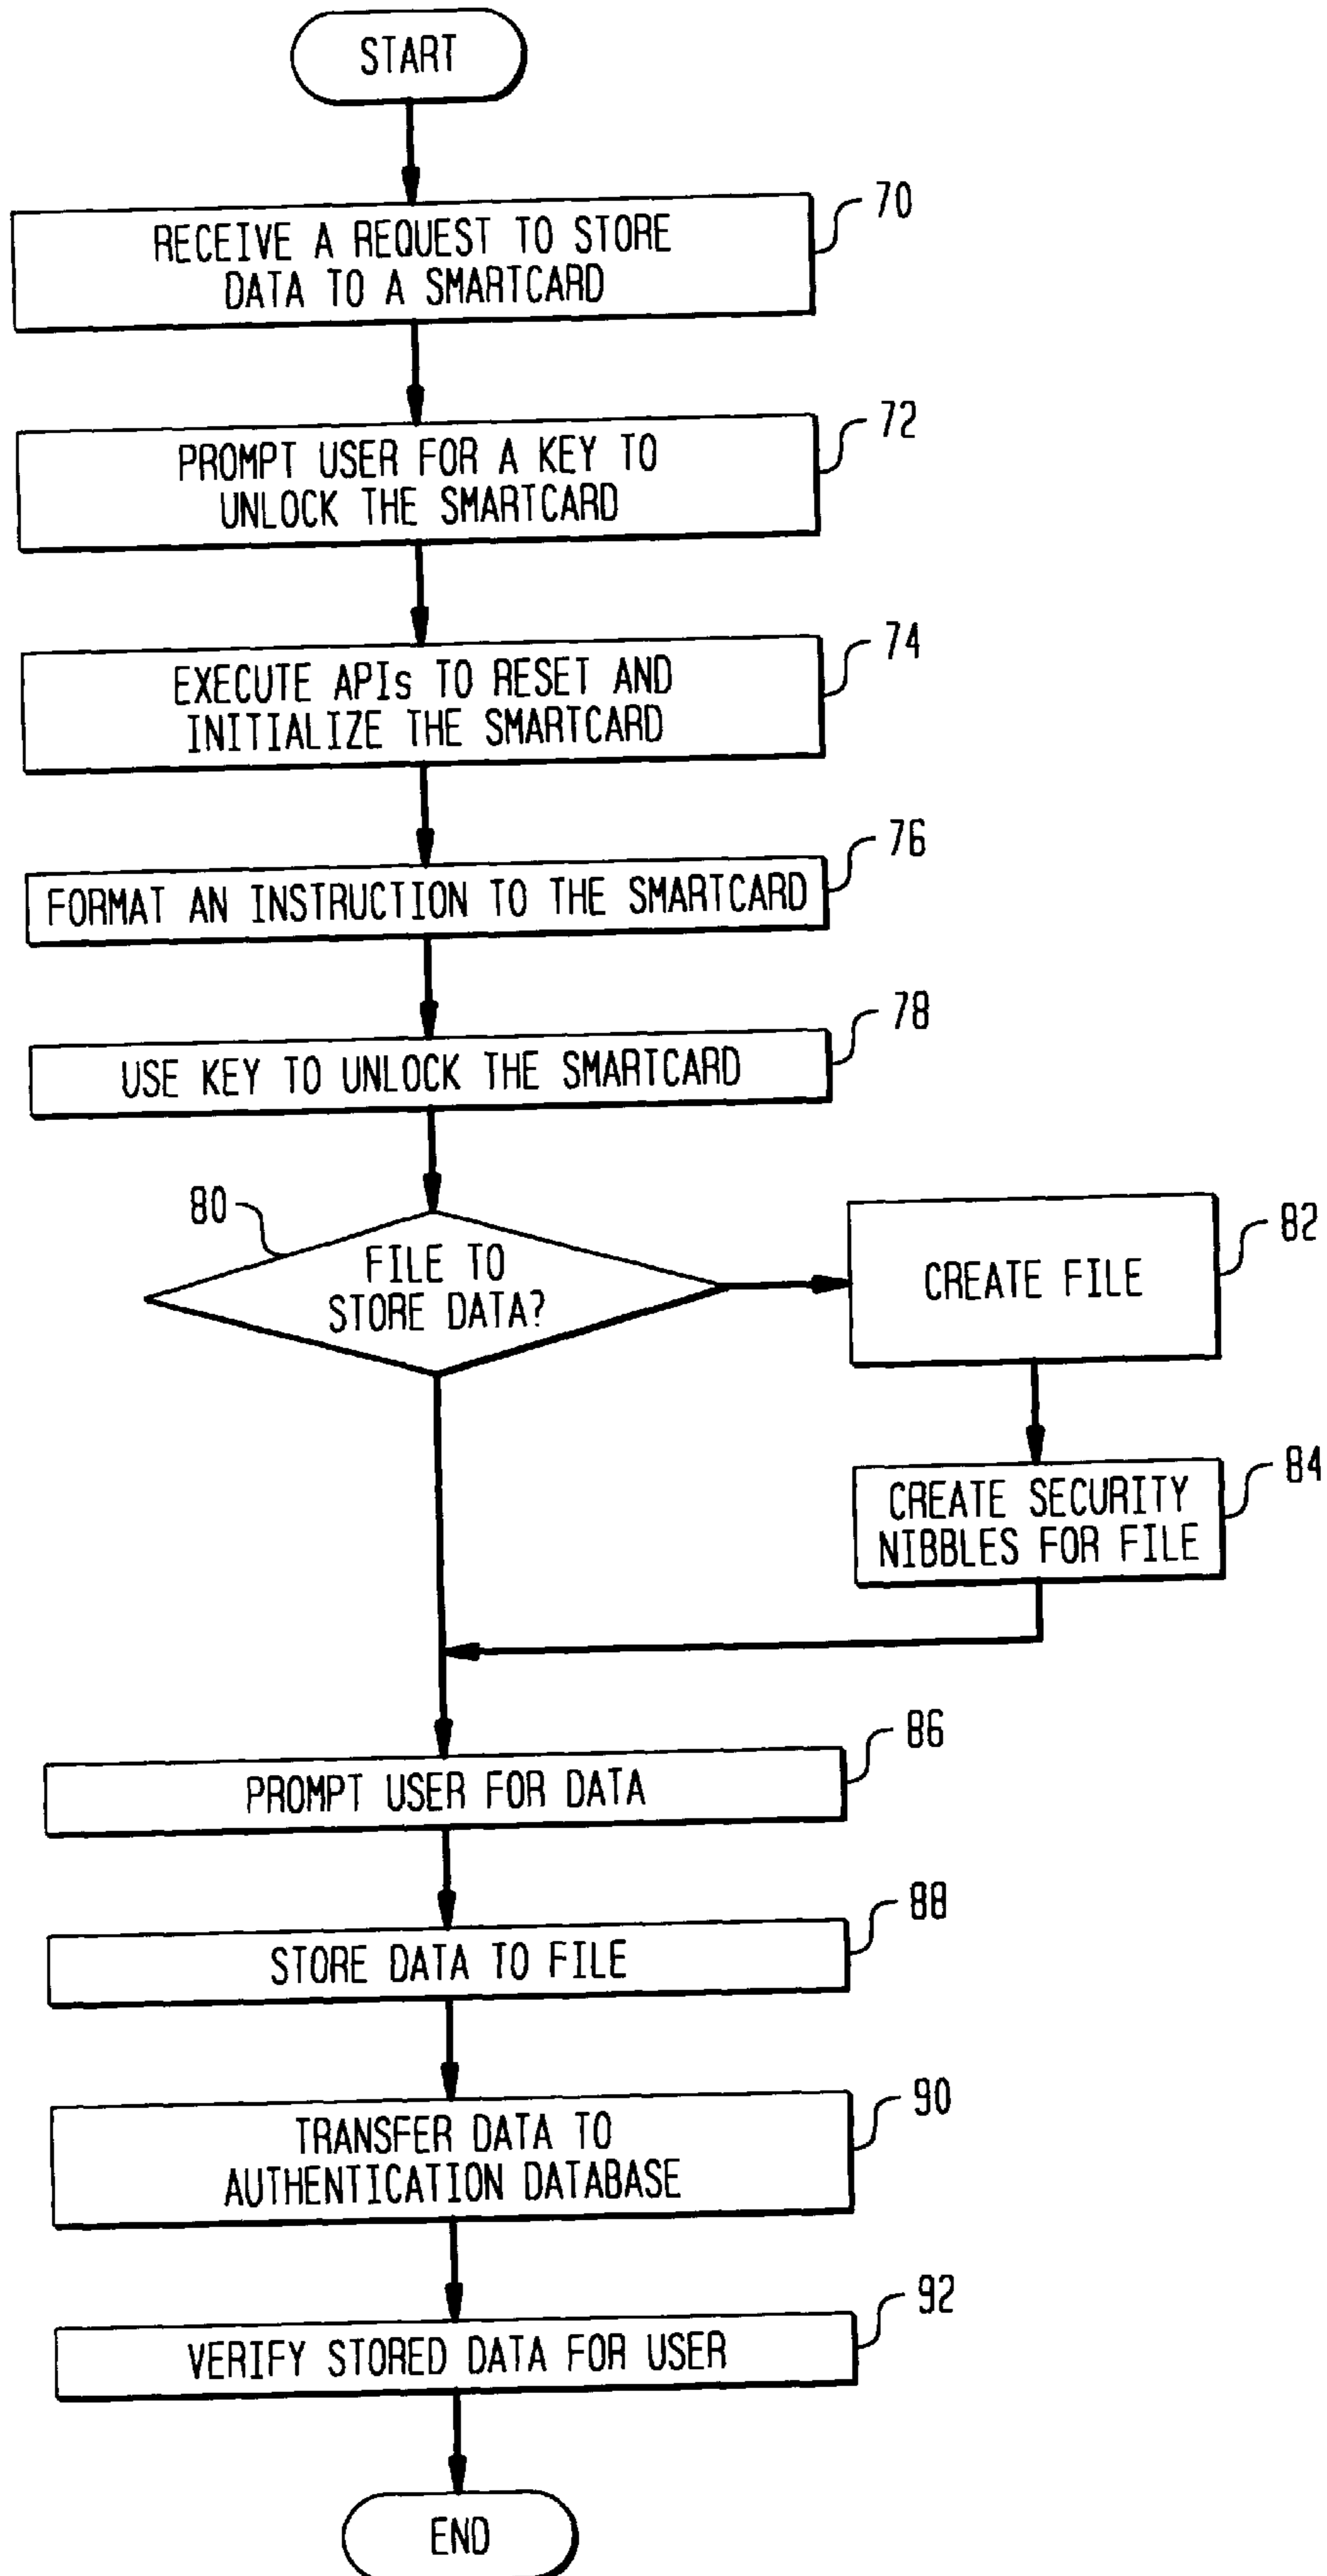 START
70
RECEIVE A REQUEST TO STORE
DATA TO A SMARTCARD
72
PROMPT USER FOR A KEY TO
UNLOCK THE SMARTCARD
74
EXECUTE APIs TO RESET AND
INITIALIZE THE SMARTCARD
76
FORMAT AN INSTRUCTION TO THE SMARTCARD
78
USE KEY TO UNLOCK THE SMARTCARD
80
FILE TO
STORE DATA?
82
CREATE FILE
84
CREATE SECURITY
NIBBLES FOR FILE
86
PROMPT USER FOR DATA
88
STORE DATA TO FILE
90
TRANSFER DATA TO
AUTHENTICATION DATABASE
92
VERIFY STORED DATA FOR USER
END